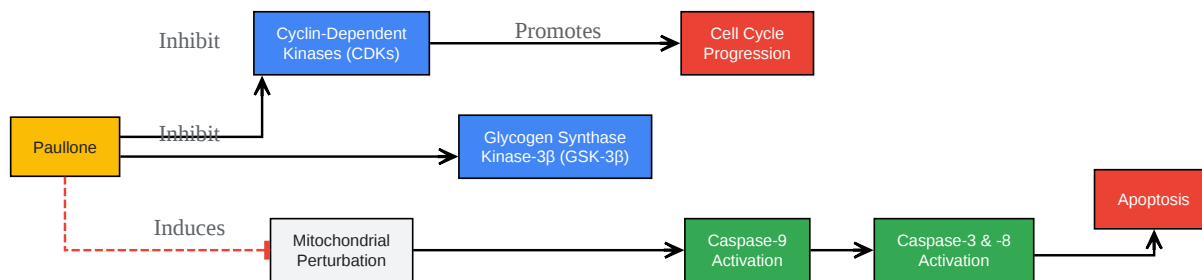 Inhibit
Cyclin-Dependent
Kinases (CDKs)
Promotes
Cell Cycle
Progression
Paullone
Inhibit
Glycogen Synthase
Kinase-3β (GSK-3β)
Induces
Mitochondrial
Perturbation
Caspase-9
Activation
Caspase-3 & -8
Activation
Apoptosis